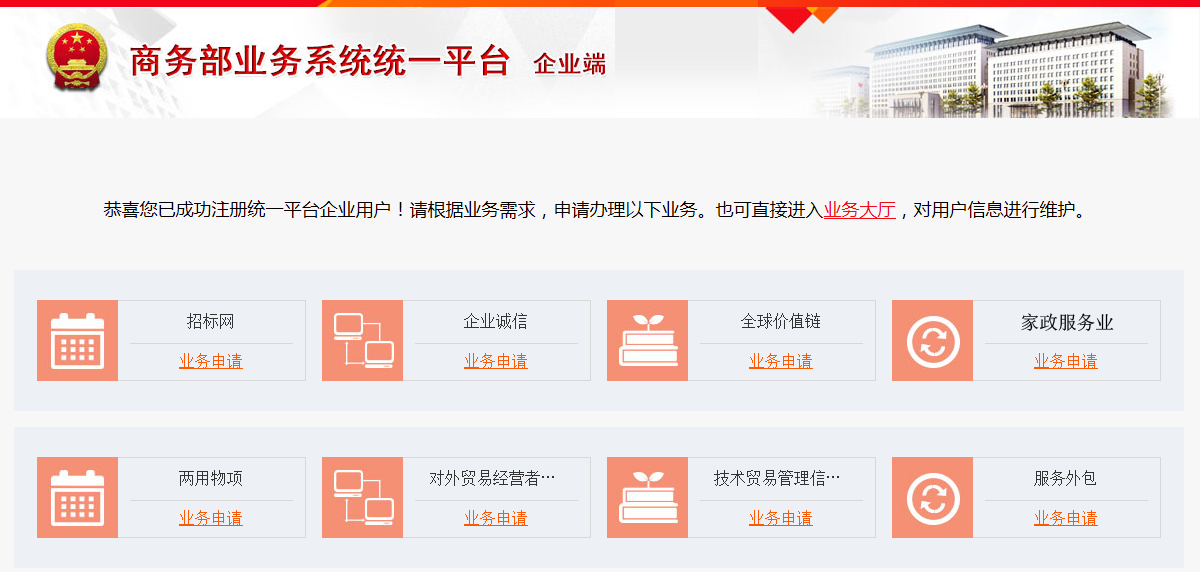 商务部业务系统统一平台 企业端
恭喜您已成功注册统一平台企业用户！请根据业务需求，申请办理以下业务。也可直接进入业务大厅，对用户信息进行维护。
招标网
业务申请
企业诚信
业务申请
全球价值链
业务申请
家政服务业
业务申请
两用物项
业务申请
对外贸易经营者…
业务申请
技术贸易管理信…
业务申请
服务外包
业务申请